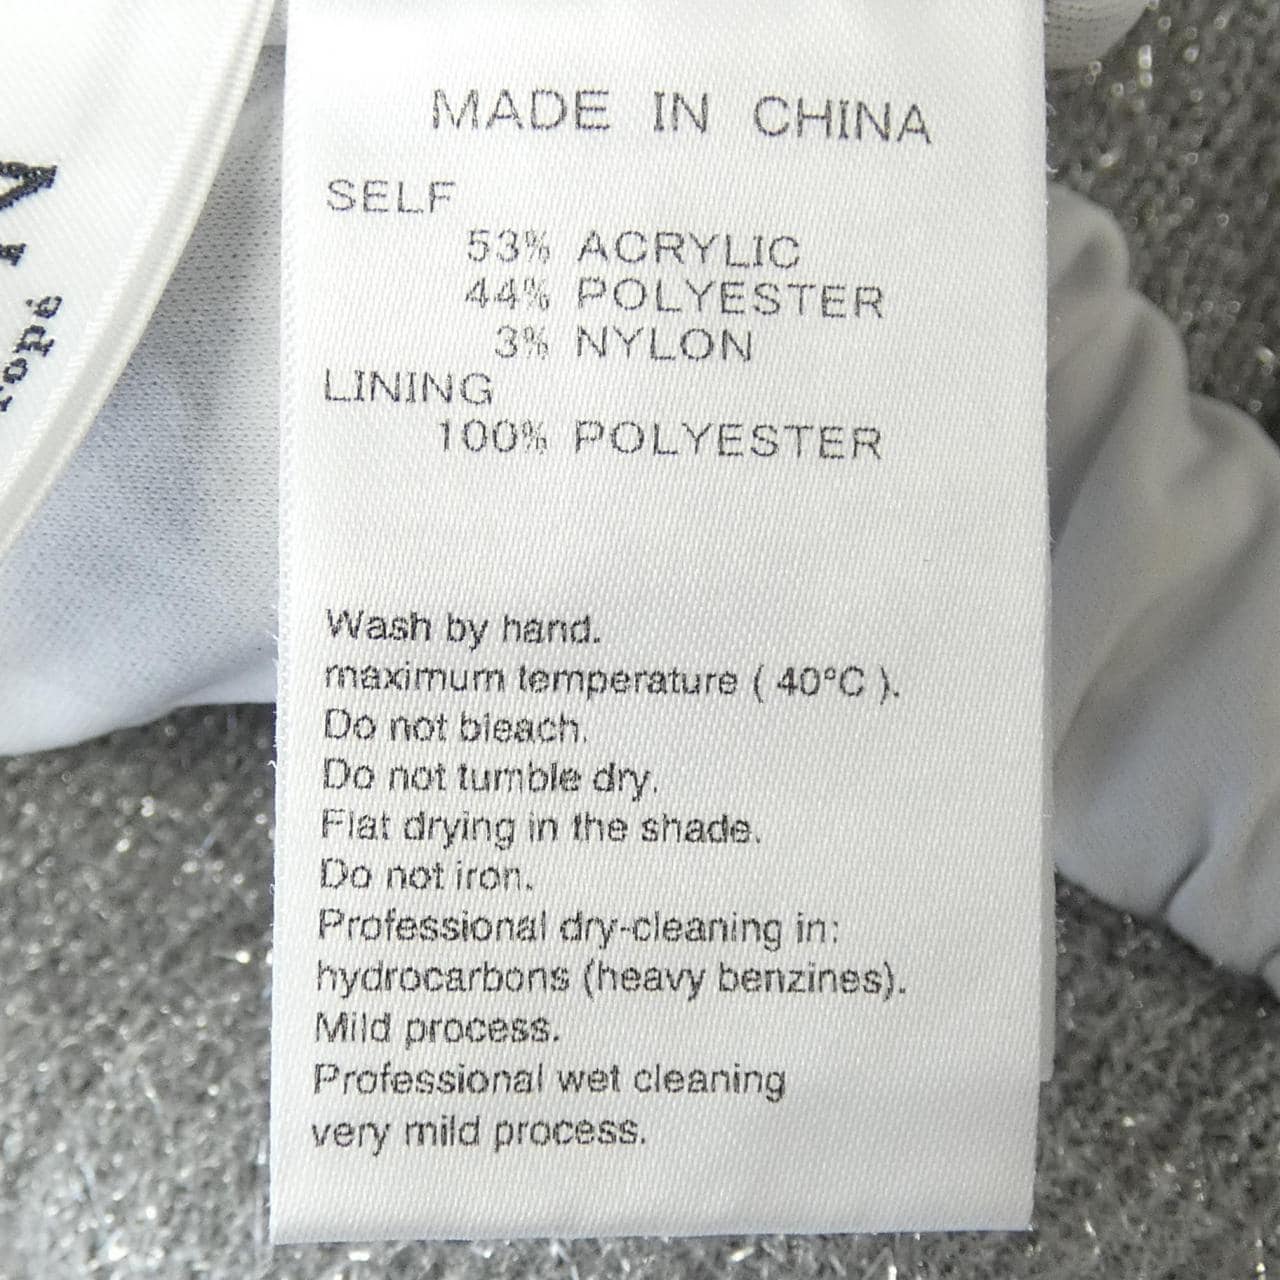 MADE IN CHINA
SELF
53% ACRYLIC
44% POLYESTER
3% NYLON
LINING
100% POLYESTER
Wash by hand.
maximum temperature ( 40°C ).
Do not bleach.
Do not tumble dry.
Flat drying in the shade.
Do not iron.
Professional dry-cleaning in:
hydrocarbons (heavy benzines).
Mild process.
Professional wet cleaning
very mild process.